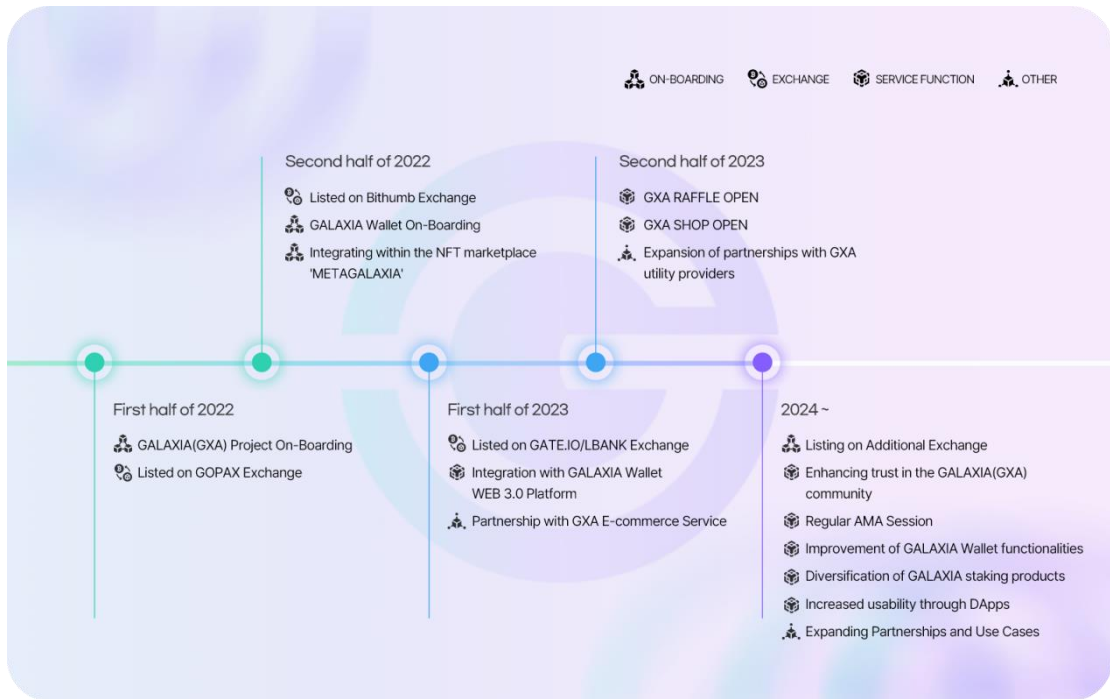 ON-BOARDING
EXCHANGE
SERVICE FUNCTION
OTHER
Second half of 2022
Listed on Bithumb Exchange
GALAXIA Wallet On-Boarding
Integrating within the NFT marketplace
'METAGALAXIA'
Second half of 2023
GXA RAFFLE OPEN
GXA SHOP OPEN
Expansion of partnerships with GXA
utility providers
First half of 2022
GALAXIA(GXA) Project On-Boarding
Listed on GOPAX Exchange
First half of 2023
Listed on GATE.IO/LBANK Exchange
Integration with GALAXIA Wallet
WEB 3.0 Platform
Partnership with GXA E-commerce Service
2024 ~
Listing on Additional Exchange
Enhancing trust in the GALAXIA(GXA)
community
Regular AMA Session
Improvement of GALAXIA Wallet functionalities
Diversification of GALAXIA staking products
Increased usability through DApps
Expanding Partnerships and Use Cases